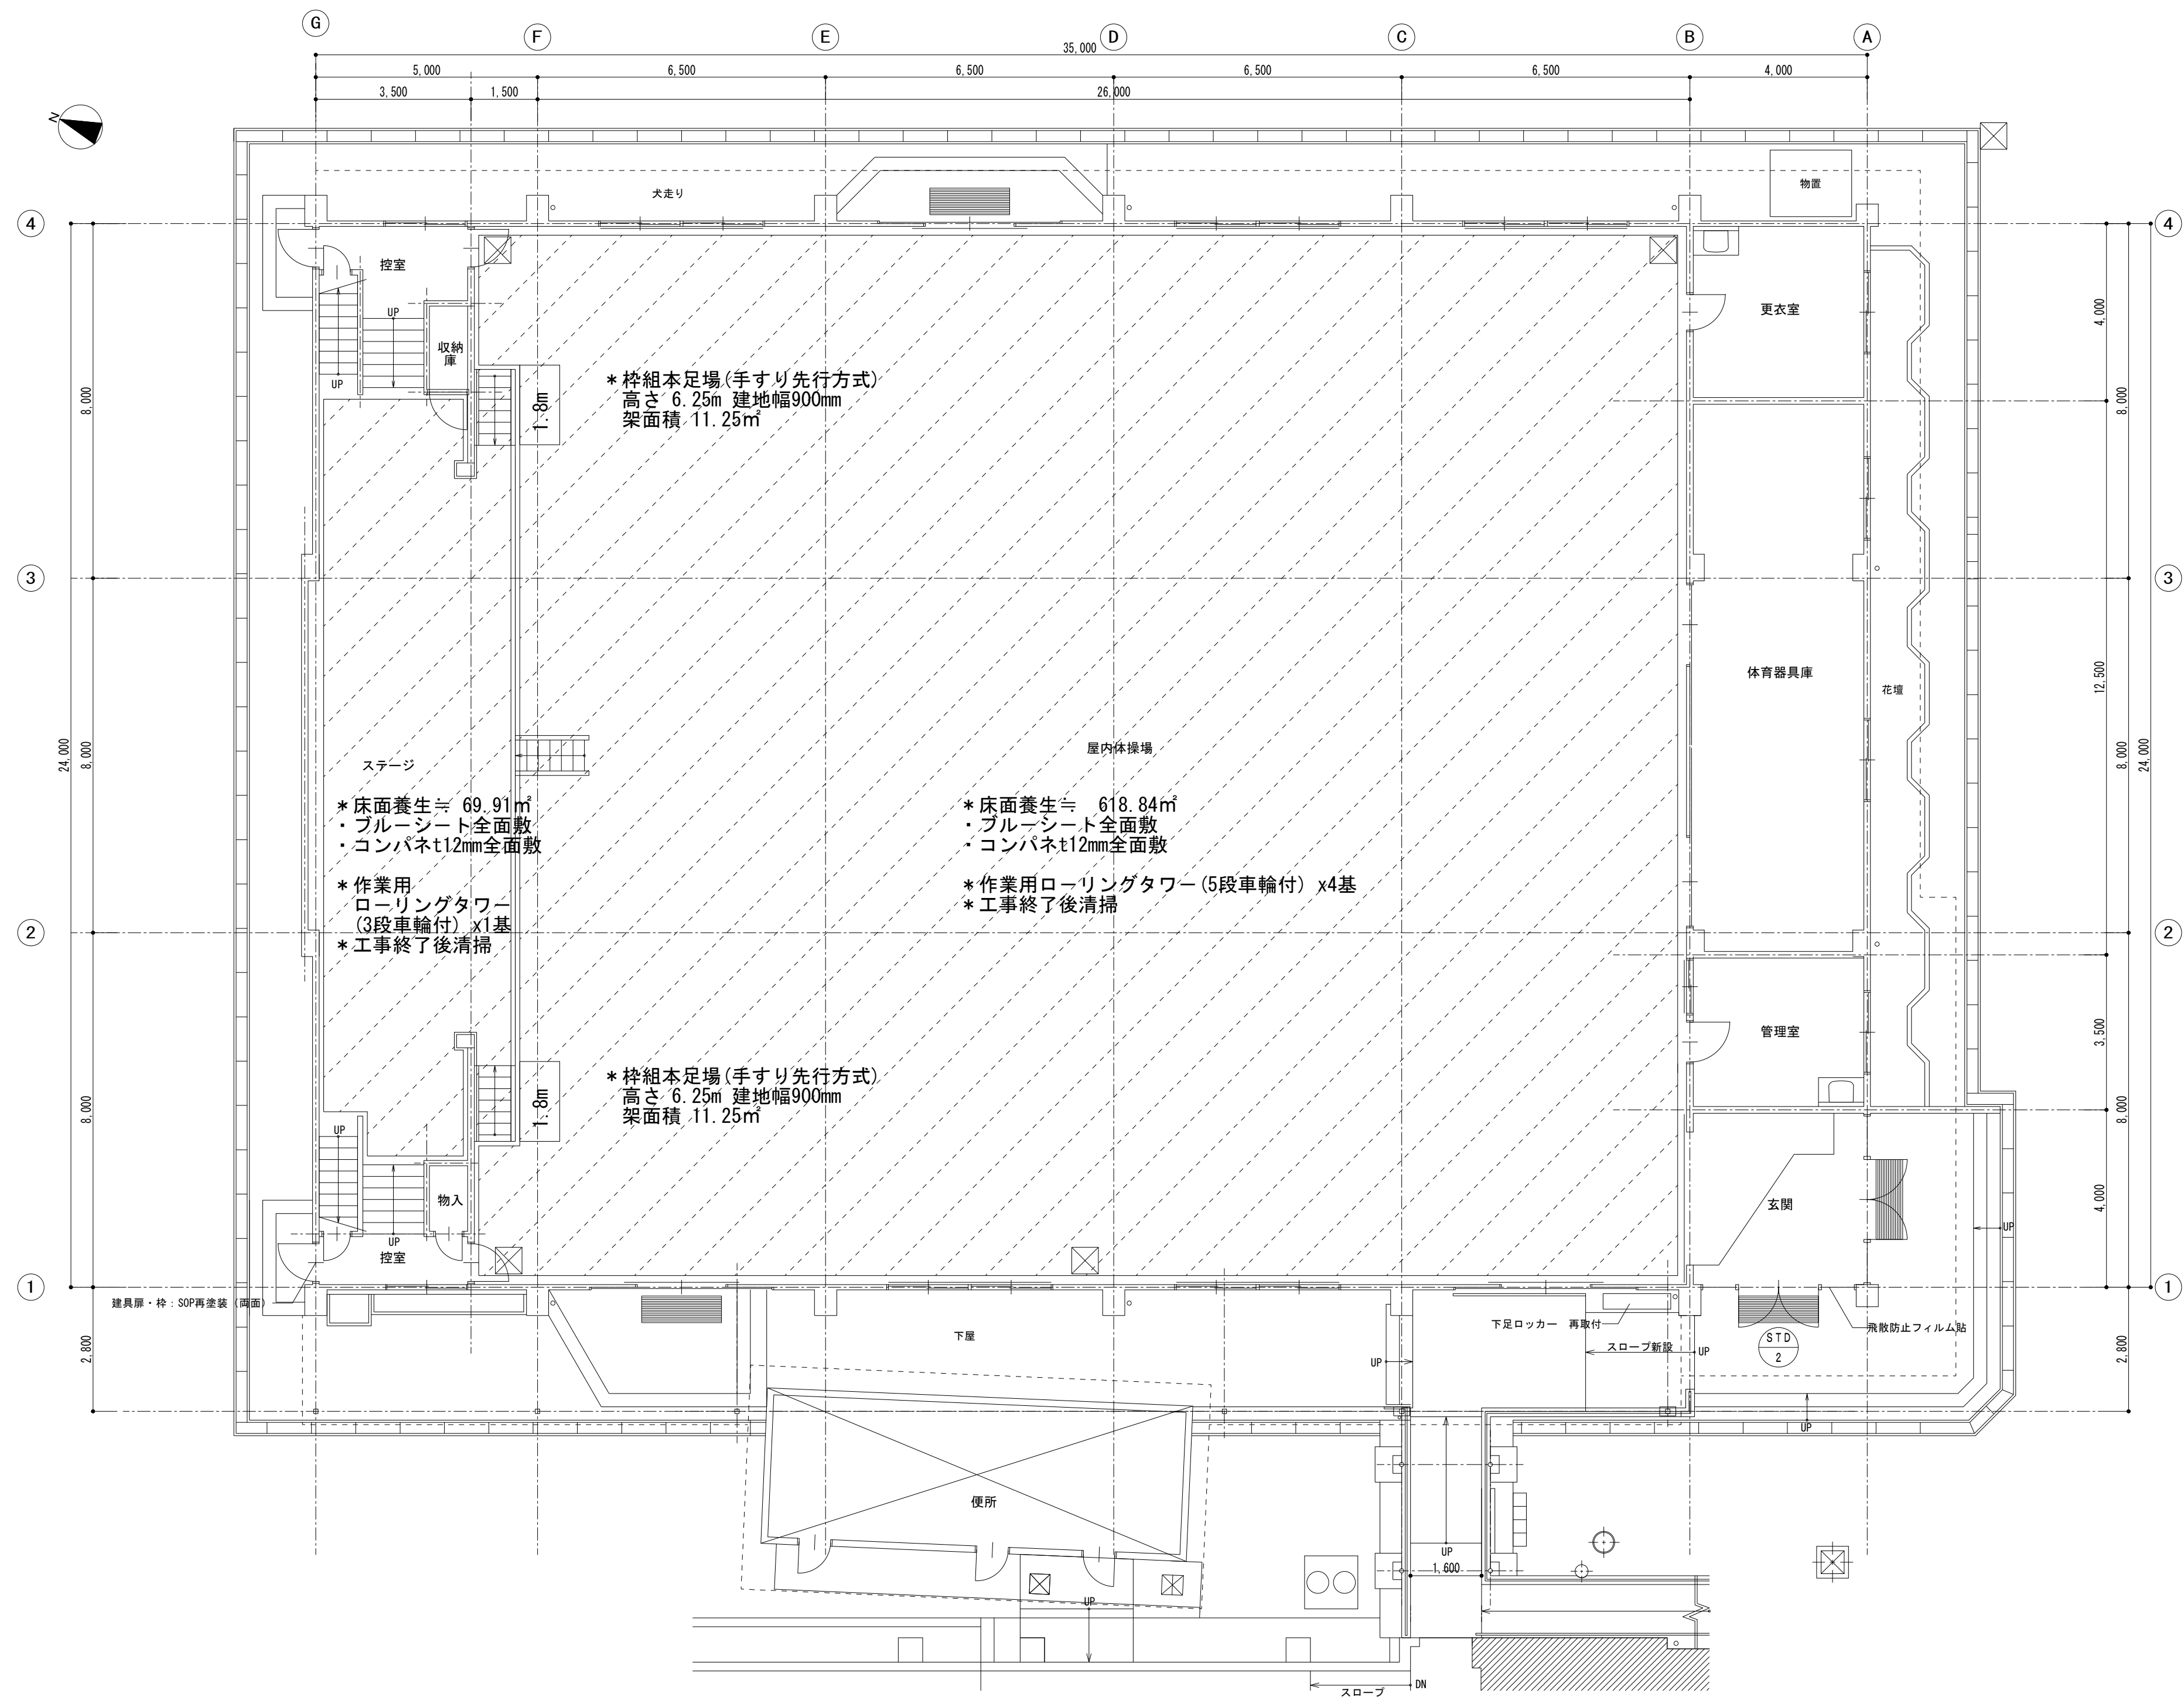 G
F
E
D
C
B
A
35,000
5,000
6,500
6,500
6,500
6,500
4,000
3,500
1,500
26,000
N
犬走り
物置
4
4
控室
UP
収納
庫
UP
更衣室
4,000
8,000
8,000
1.8m
*枠組本足場(手すり先行方式)
高さ 6.25m 建地幅900mm
架面積 11.25㎡
3
3
体育器具庫
花壇
12,500
24,000
8,000
8,000
24,000
ステージ
屋内体操場
*床面養生≒ 69.91㎡
・ブルーシート全面敷
・コンパネt12mm全面敷
*作業用
ローリングタワー
(3段車輪付) x1基
*工事終了後清掃
*床面養生≒ 618.84㎡
・ブルーシート全面敷
・コンパネt12mm全面敷
*作業用ローリングタワー(5段車輪付) x4基
*工事終了後清掃
2
2
管理室
3,500
8,000
8,000
1.8m
*枠組本足場(手すり先行方式)
高さ 6.25m 建地幅900mm
架面積 11.25㎡
UP
物入
UP
控室
玄関
UP
4,000
1
1
建具扉・枠：SOP再塗装（両面）
2,800
下屋
下足ロッカー 再取付
スロープ新設
UP
UP
STD
2
飛散防止フィルム貼
2,800
UP
便所
UP
1,600
UP
スロープ
DN